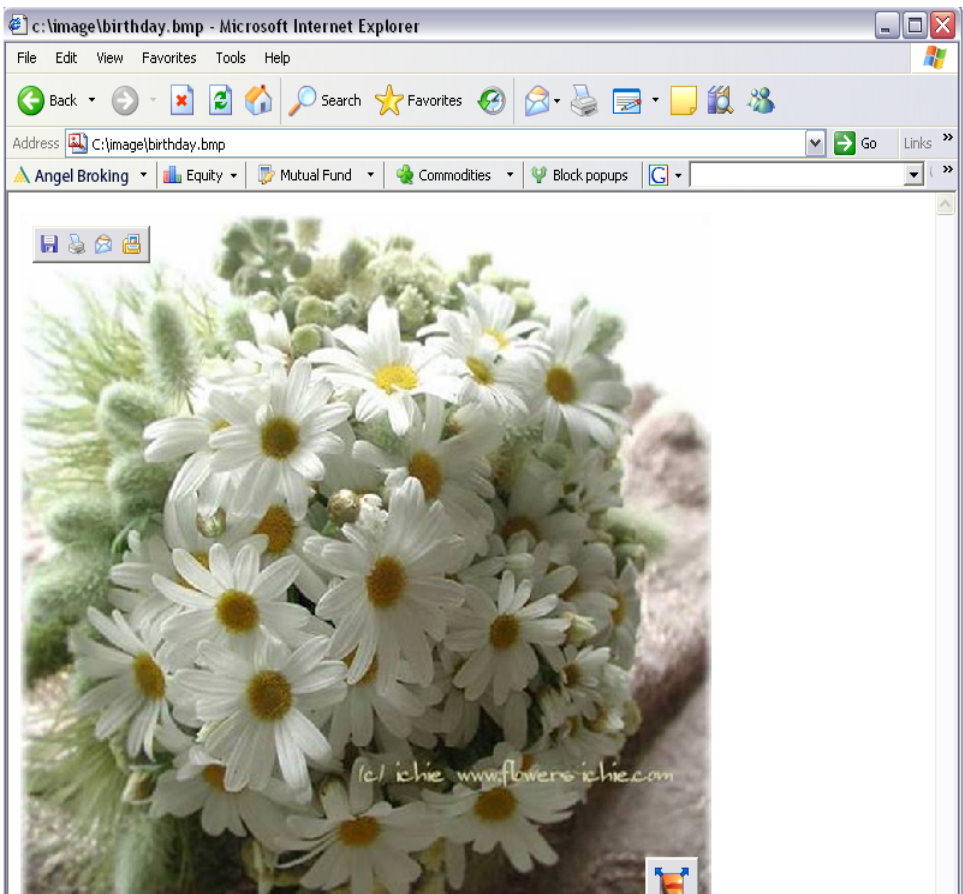 c:\image\birthday.bmp - Microsoft Internet Explorer
File Edit View Favorites Tools Help
Back Search Favorites
Address C:\image\birthday.bmp Go Links »
Angel Broking Equity Mutual Fund Commodities Block popups G »
(c) ichie www.flowers-ichie.com